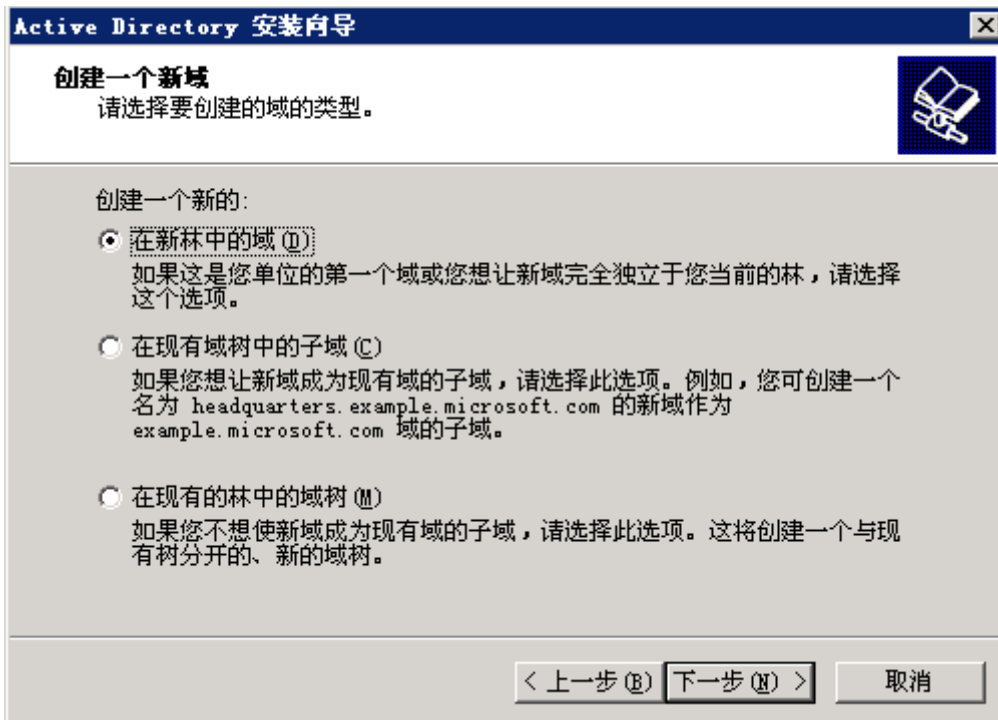 Active Directory 安装向导
创建一个新域
请选择要创建的域的类型。
创建一个新的:
在新林中的域(D)
如果这是您单位的第一个域或您想让新域完全独立于您当前的林，请选择
这个选项。
在现有域树中的子域(C)
如果您想让新域成为现有域的子域，请选择此选项。例如，您可创建一个
名为 headquarters.example.microsoft.com 的新域作为
example.microsoft.com 域的子域。
在现有的林中的域树(M)
如果您不想使新域成为现有域的子域，请选择此选项。这将创建一个与现
有树分开的、新的域树。
< 上一步(B) 下一步(N) > 取消